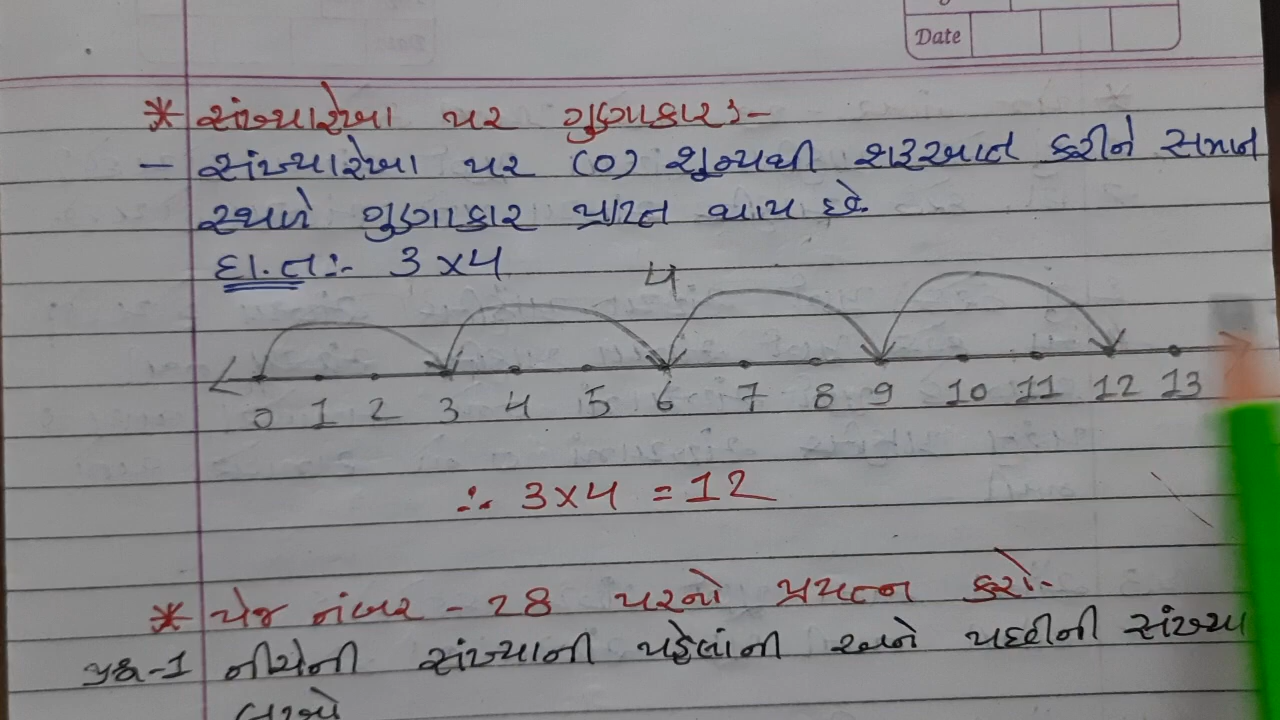 Date
* સંખ્યારેખા પર ગુણાકાર :-
- સંખ્યારેખા પર (0) શૂન્યથી શરૂઆત કરીને સમાન
ગુણાકાર પ્રાપ્ત થાય છે.
દા.ત :- 3 × 4
4
0 1 2 3 4 5 6 7 8 9 10 11 12 13
∴ 3 × 4 = 12
* પેજ નંબર - 28 પરનો પ્રયત્ન કરો.
પ્રશ્ન-1 નીચેની સંખ્યાની પહેલાંની અને પછીની સંખ્યા
લખો